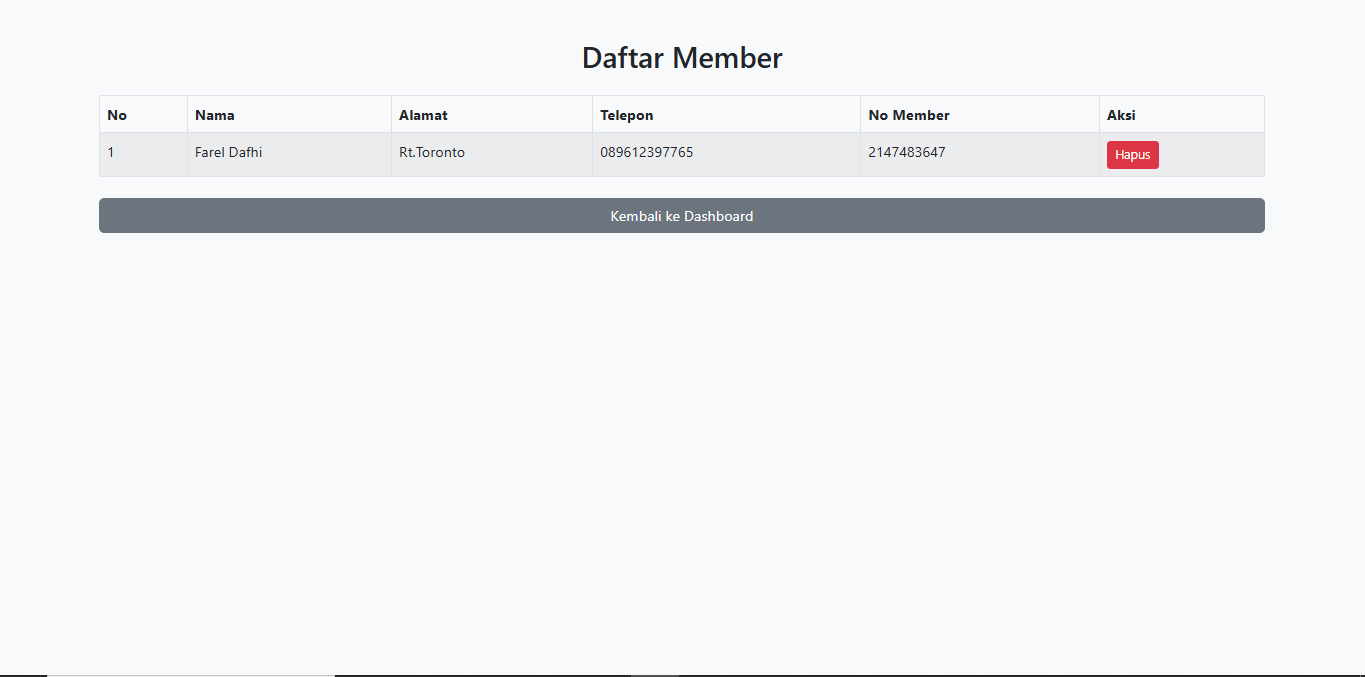 Daftar Member
No Nama Alamat Telepon No Member Aksi
1 Farel Dafhi Rt.Toronto 089612397765 2147483647 Hapus
Kembali ke Dashboard